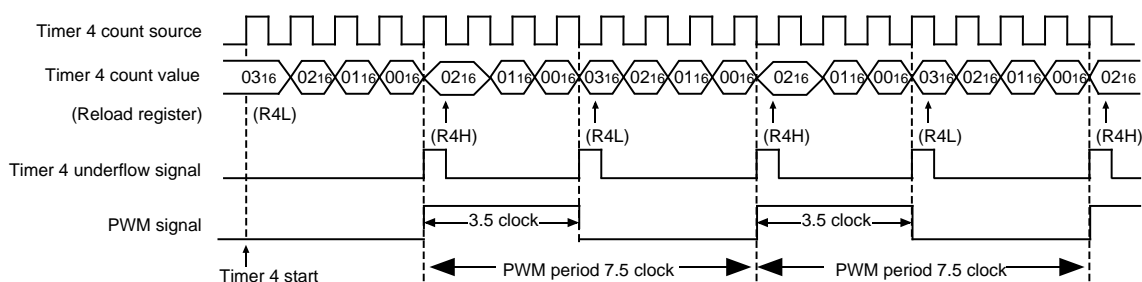 Timer 4 count source
Timer 4 count value
0316 0216 0116 0016 0216 0116 0016 0316 0216 0116 0016 0216 0116 0016 0316 0216 0116 0016 0216
(Reload register)
(R4L) (R4H) (R4L) (R4H) (R4L) (R4H)
Timer 4 underflow signal
PWM signal
3.5 clock 3.5 clock
Timer 4 start
PWM period 7.5 clock PWM period 7.5 clock